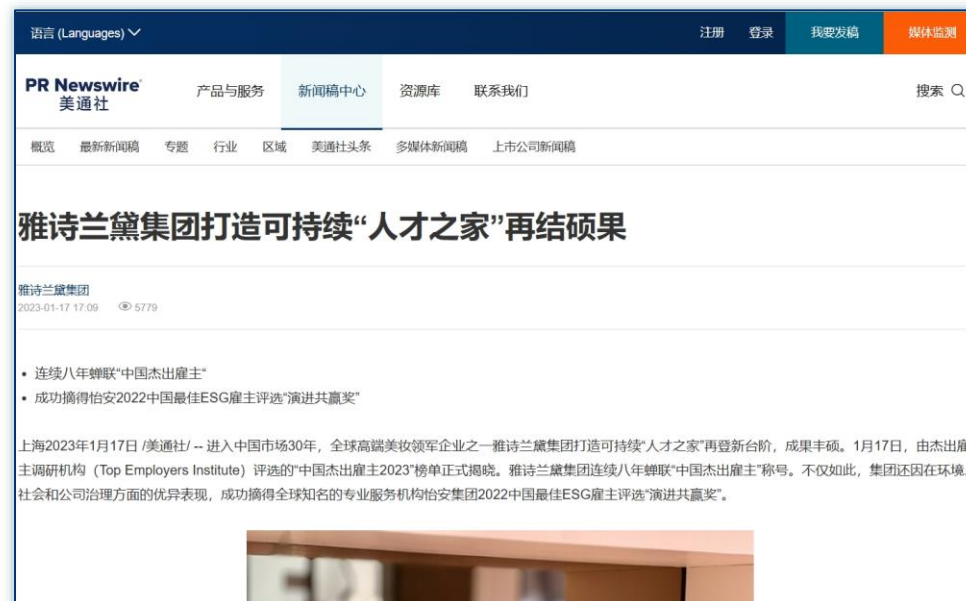 语言 (Languages)
注册 登录 我要发稿 媒体监测
PR Newswire
美通社
产品与服务 新闻稿中心 资源库 联系我们 搜索
概览 最新新闻稿 专题 行业 区域 美通社头条 多媒体新闻稿 上市公司新闻稿
雅诗兰黛集团打造可持续“人才之家”再结硕果
雅诗兰黛集团
2023-01-17 17:09 5779
• 连续八年蝉联“中国杰出雇主“
• 成功摘得怡安2022中国最佳ESG雇主评选“演进共赢奖”
上海2023年1月17日 /美通社/ -- 进入中国市场30年，全球高端美妆领军企业之一雅诗兰黛集团打造可持续“人才之家”再登新台阶，成果丰硕。1月17日，由杰出雇
主调研机构（Top Employers Institute）评选的“中国杰出雇主2023”榜单正式揭晓。雅诗兰黛集团连续八年蝉联“中国杰出雇主”称号。不仅如此，集团还因在环境、
社会和公司治理方面的优异表现，成功摘得全球知名的专业服务机构怡安集团2022中国最佳ESG雇主评选“演进共赢奖”。